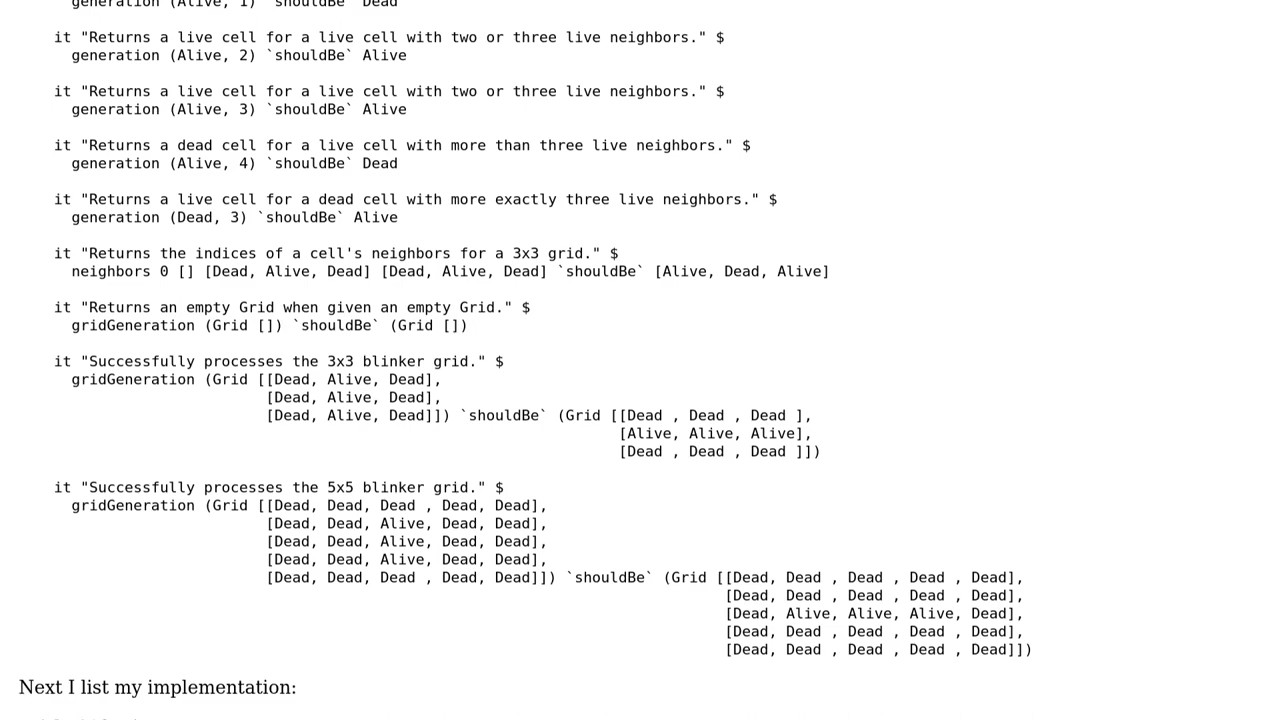 generation (Alive, 1) `shouldBe` Dead
it "Returns a live cell for a live cell with two or three live neighbors." $
generation (Alive, 2) `shouldBe` Alive
it "Returns a live cell for a live cell with two or three live neighbors." $
generation (Alive, 3) `shouldBe` Alive
it "Returns a dead cell for a live cell with more than three live neighbors." $
generation (Alive, 4) `shouldBe` Dead
it "Returns a live cell for a dead cell with more exactly three live neighbors." $
generation (Dead, 3) `shouldBe` Alive
it "Returns the indices of a cell's neighbors for a 3x3 grid." $
neighbors 0 [] [Dead, Alive, Dead] [Dead, Alive, Dead] `shouldBe` [Alive, Dead, Alive]
it "Returns an empty Grid when given an empty Grid." $
gridGeneration (Grid []) `shouldBe` (Grid [])
it "Successfully processes the 3x3 blinker grid." $
gridGeneration (Grid [[Dead, Alive, Dead],
[Dead, Alive, Dead],
[Dead, Alive, Dead]]) `shouldBe` (Grid [[Dead , Dead , Dead ],
[Alive, Alive, Alive],
[Dead , Dead , Dead ]])
it "Successfully processes the 5x5 blinker grid." $
gridGeneration (Grid [[Dead, Dead, Dead , Dead, Dead],
[Dead, Dead, Alive, Dead, Dead],
[Dead, Dead, Alive, Dead, Dead],
[Dead, Dead, Alive, Dead, Dead],
[Dead, Dead, Dead , Dead, Dead]]) `shouldBe` (Grid [[Dead, Dead , Dead , Dead , Dead],
[Dead, Dead , Dead , Dead , Dead],
[Dead, Alive, Alive, Alive, Dead],
[Dead, Dead , Dead , Dead , Dead],
[Dead, Dead , Dead , Dead , Dead]])
Next I list my implementation: